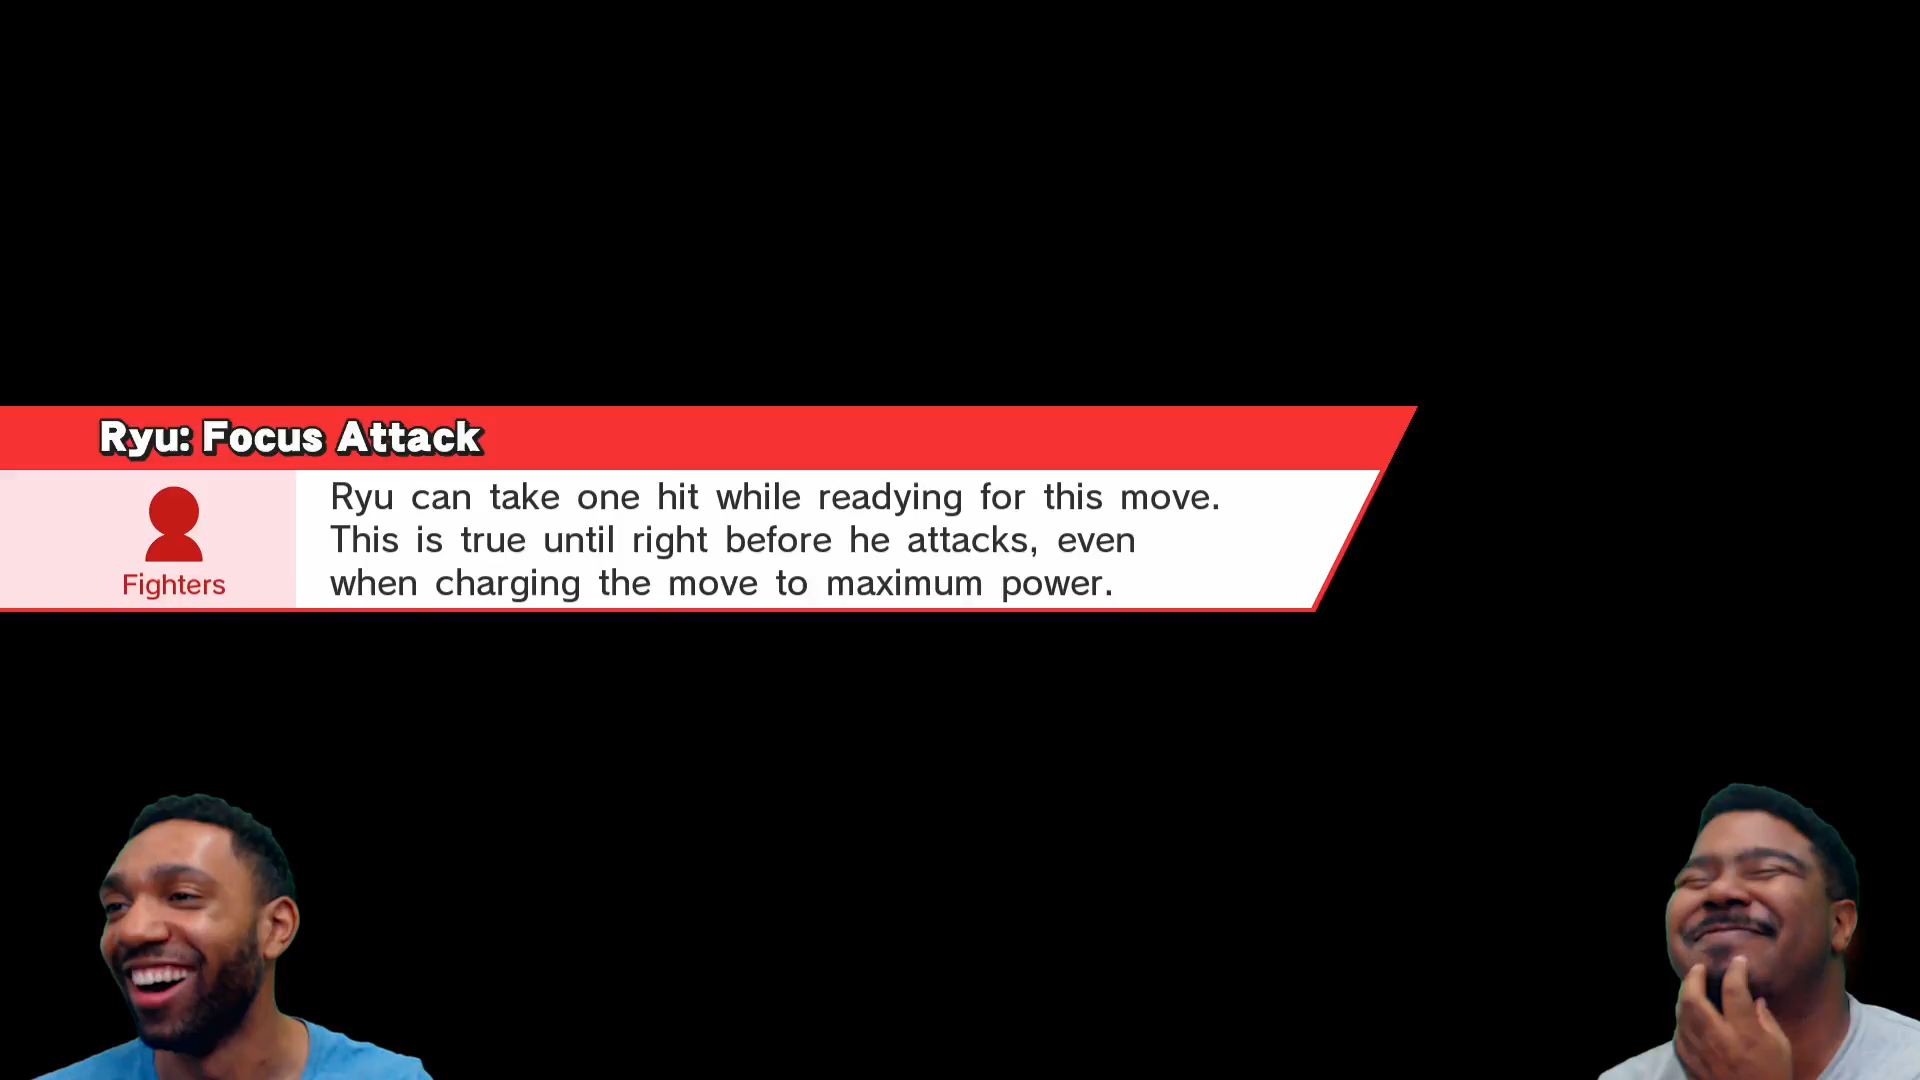 Ryu: Focus Attack
Fighters
Ryu can take one hit while readying for this move.
This is true until right before he attacks, even
when charging the move to maximum power.